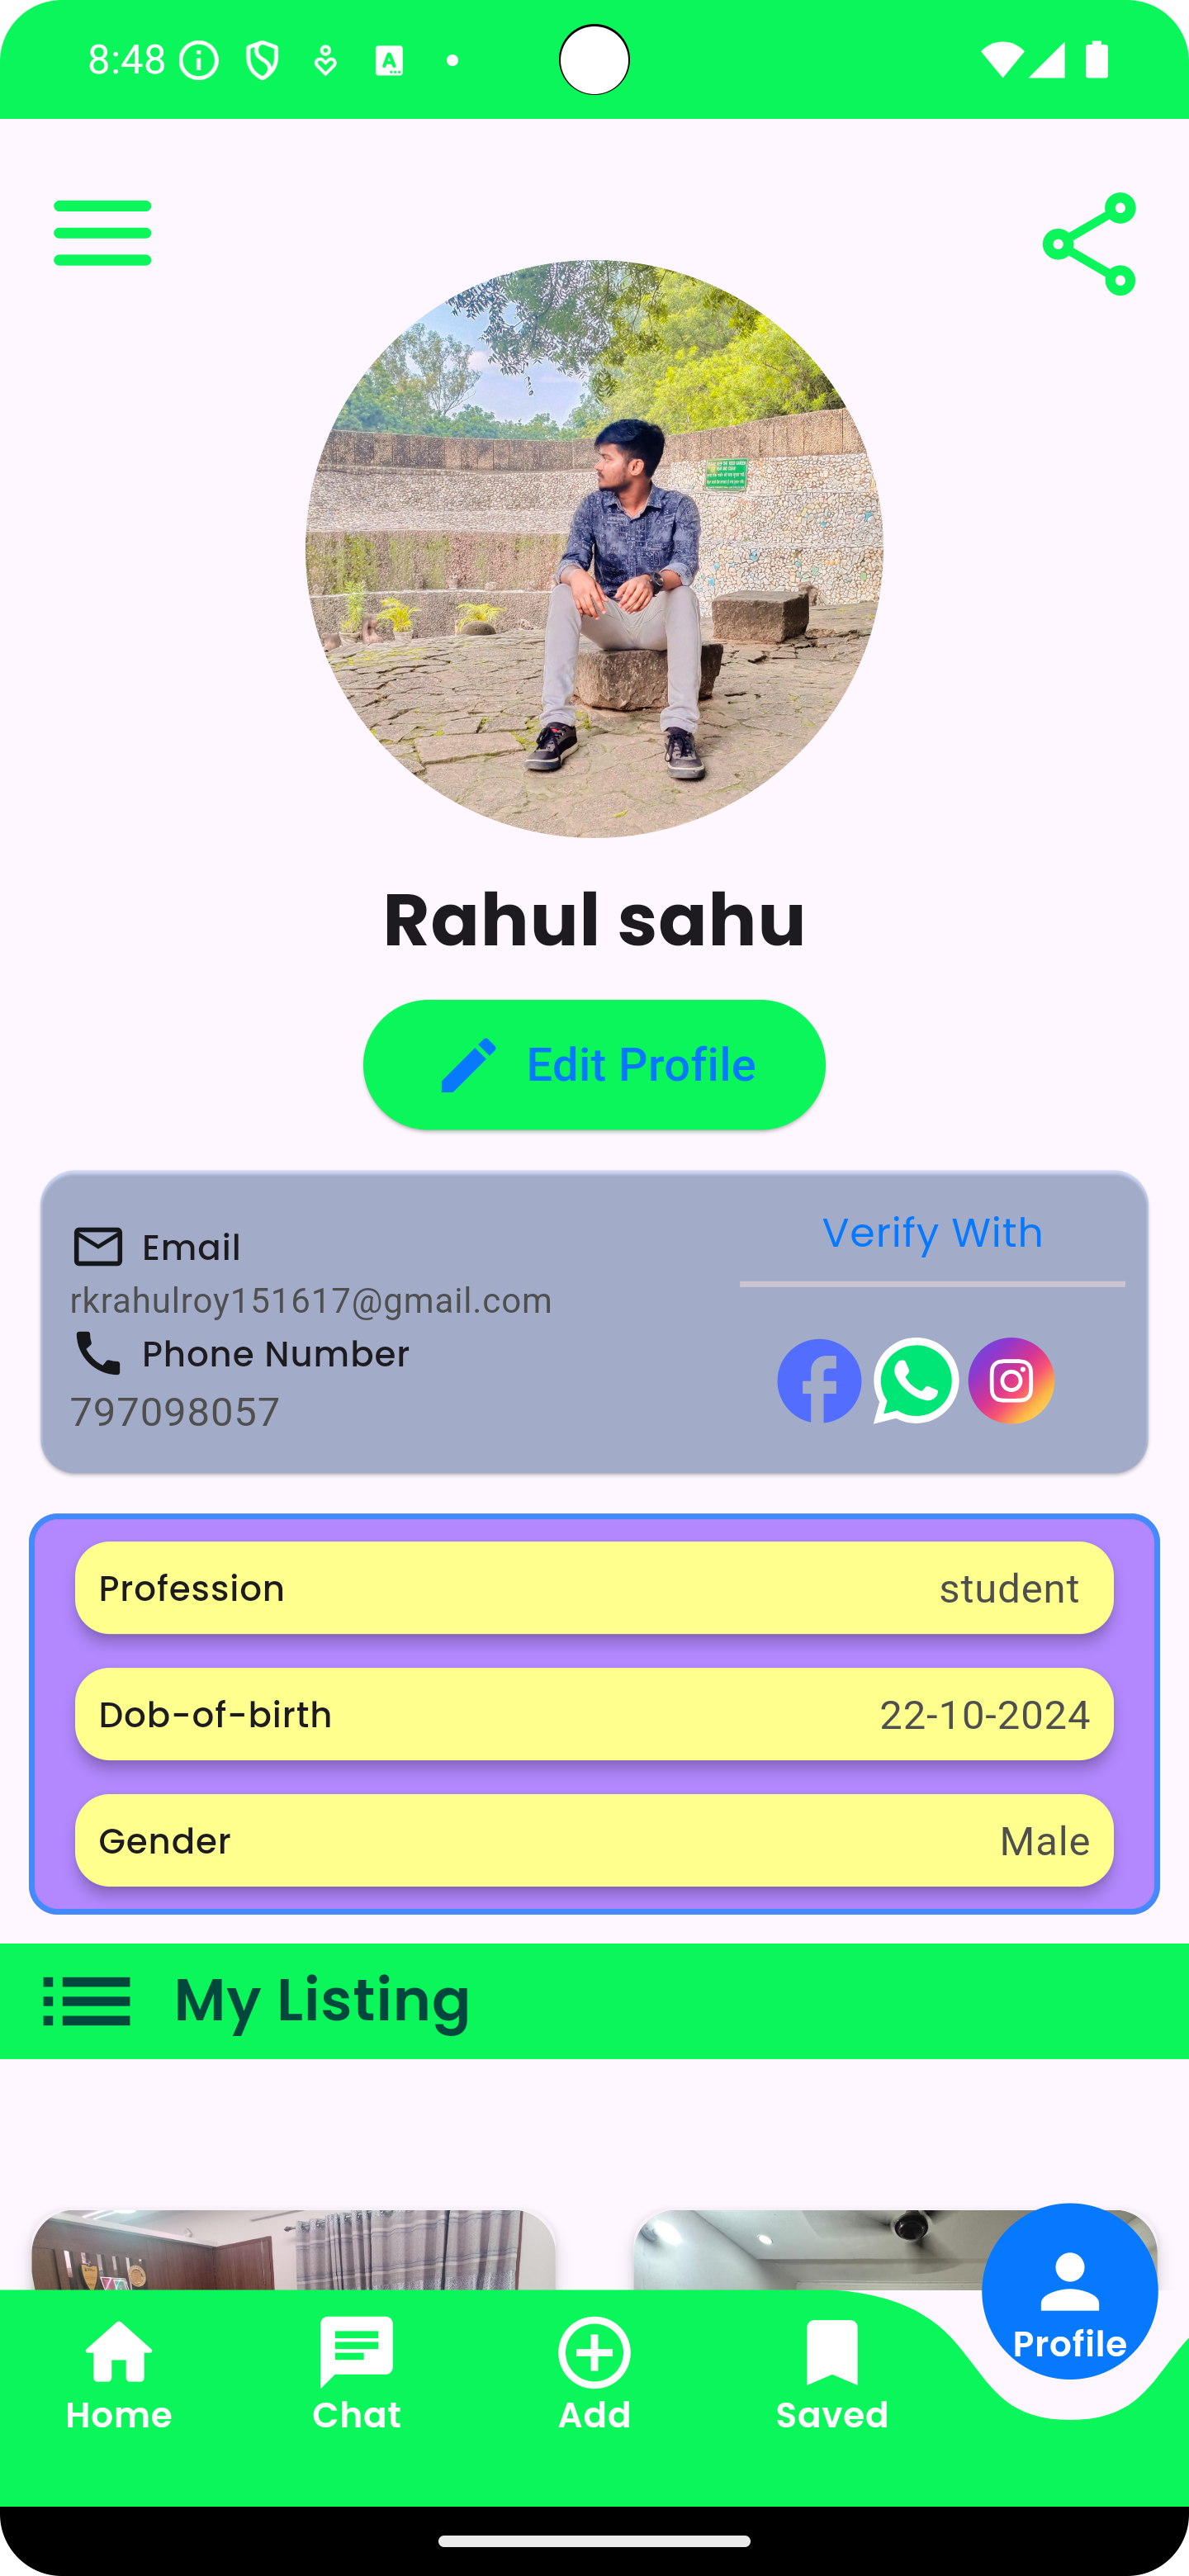 8:48
Rahul sahu
Edit Profile
Email
rkrahulroy151617@gmail.com
Phone Number
797098057
Verify With
Profession student
Dob-of-birth 22-10-2024
Gender Male
My Listing
Home Chat Add Saved Profile